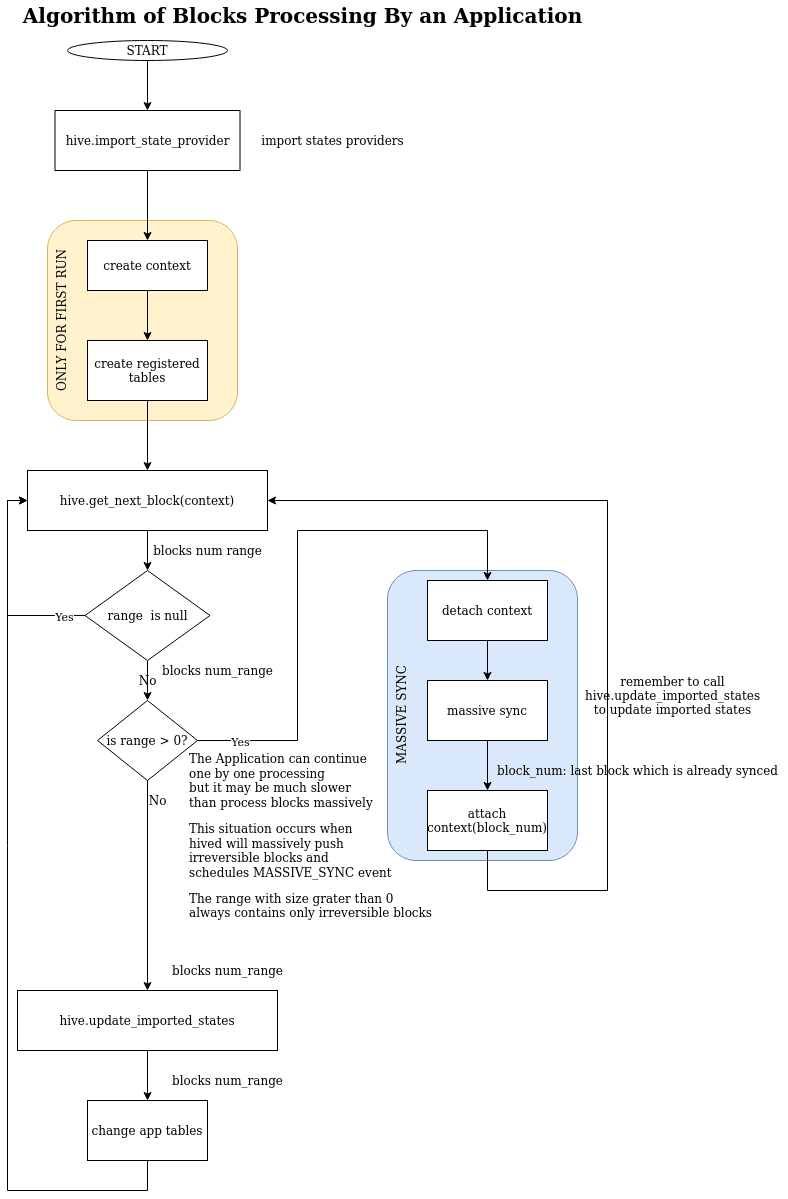 Algorithm of Blocks Processing By an Application
START
hive.import_state_provider
import states providers
ONLY FOR FIRST RUN
create context
create registered
tables
hive.get_next_block(context)
blocks num range
range  is null
Yes
blocks num_range
No
is range > 0?
Yes
No
The Application can continue
one by one processing
but it may be much slower
than process blocks massively
This situation occurs when
hived will massively push
irreversible blocks and
schedules MASSIVE_SYNC event
The range with size grater than 0
always contains only irreversible blocks
MASSIVE SYNC
detach context
massive sync
block_num: last block which is already synced
attach
context(block_num)
remember to call
hive.update_imported_states
to update imported states
blocks num_range
hive.update_imported_states
blocks num_range
change app tables